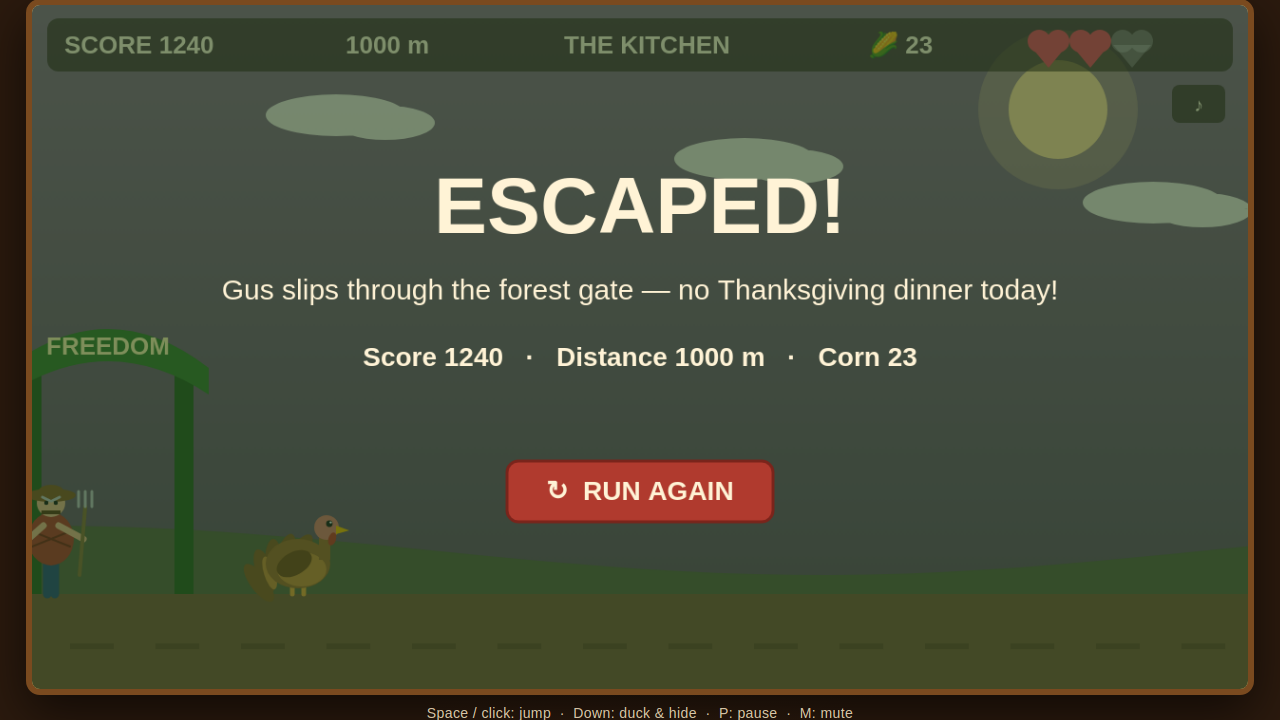 SCORE 1240 1000 m THE KITCHEN 🌽 23
♪
ESCAPED!
Gus slips through the forest gate — no Thanksgiving dinner today!
FREEDOM
Score 1240 · Distance 1000 m · Corn 23
↻ RUN AGAIN
Space / click: jump · Down: duck & hide · P: pause · M: mute